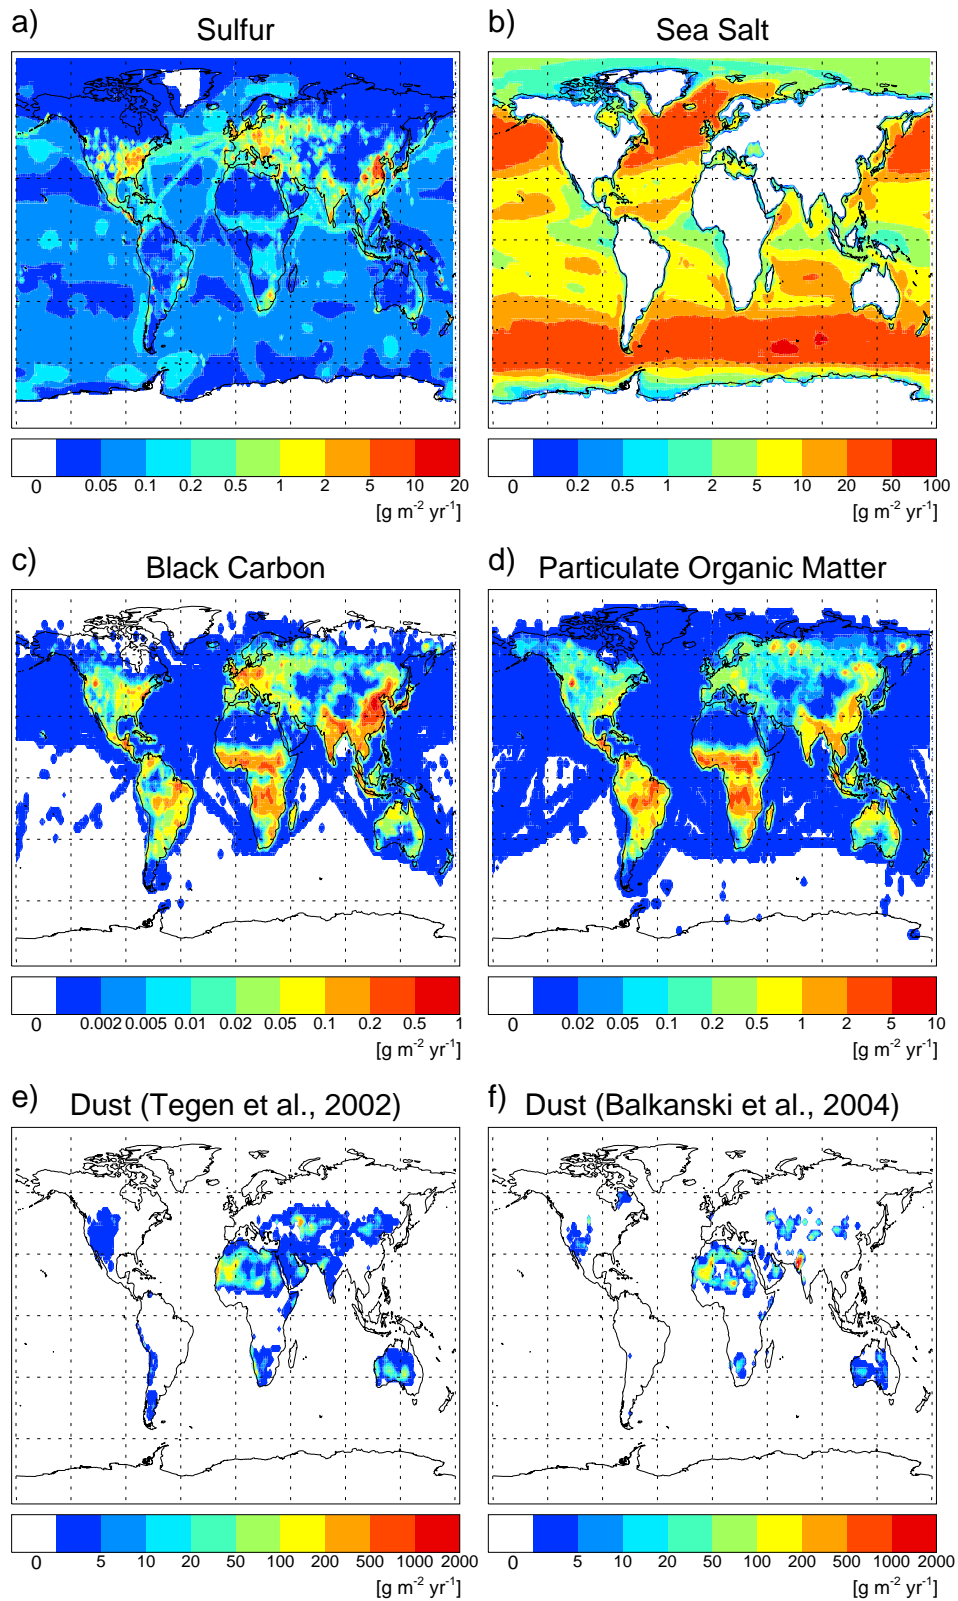 a) Sulfur
b) Sea Salt
0 0.05 0.1 0.2 0.5 1 2 5 10 20
[g m⁻² yr⁻¹]
0 0.2 0.5 1 2 5 10 20 50 100
[g m⁻² yr⁻¹]
c) Black Carbon
d) Particulate Organic Matter
0 0.002 0.005 0.01 0.02 0.05 0.1 0.2 0.5 1
[g m⁻² yr⁻¹]
0 0.02 0.05 0.1 0.2 0.5 1 2 5 10
[g m⁻² yr⁻¹]
e) Dust (Tegen et al., 2002)
f) Dust (Balkanski et al., 2004)
0 5 10 20 50 100 200 500 1000 2000
[g m⁻² yr⁻¹]
0 5 10 20 50 100 200 500 1000 2000
[g m⁻² yr⁻¹]